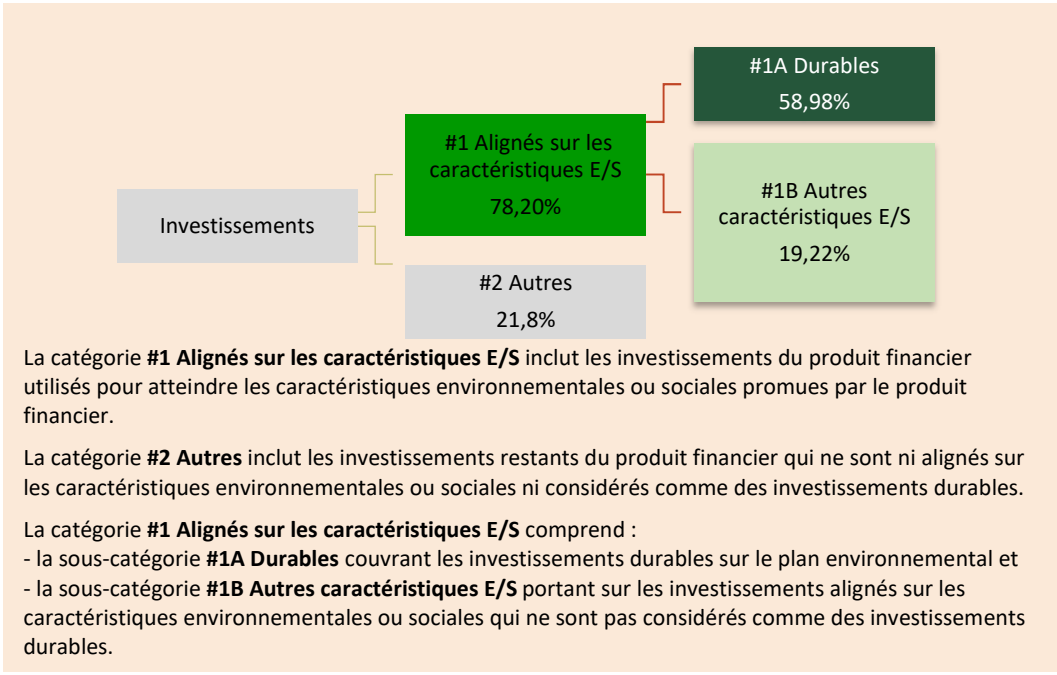 #1A Durables
58,98%
#1 Alignés sur les
caractéristiques E/S
78,20%
#1B Autres
caractéristiques E/S
19,22%
Investissements
#2 Autres
21,8%
La catégorie #1 Alignés sur les caractéristiques E/S inclut les investissements du produit financier
utilisés pour atteindre les caractéristiques environnementales ou sociales promues par le produit
financier.
La catégorie #2 Autres inclut les investissements restants du produit financier qui ne sont ni alignés sur
les caractéristiques environnementales ou sociales ni considérés comme des investissements durables.
La catégorie #1 Alignés sur les caractéristiques E/S comprend :
- la sous-catégorie #1A Durables couvrant les investissements durables sur le plan environnemental et
- la sous-catégorie #1B Autres caractéristiques E/S portant sur les investissements alignés sur les
caractéristiques environnementales ou sociales qui ne sont pas considérés comme des investissements
durables.